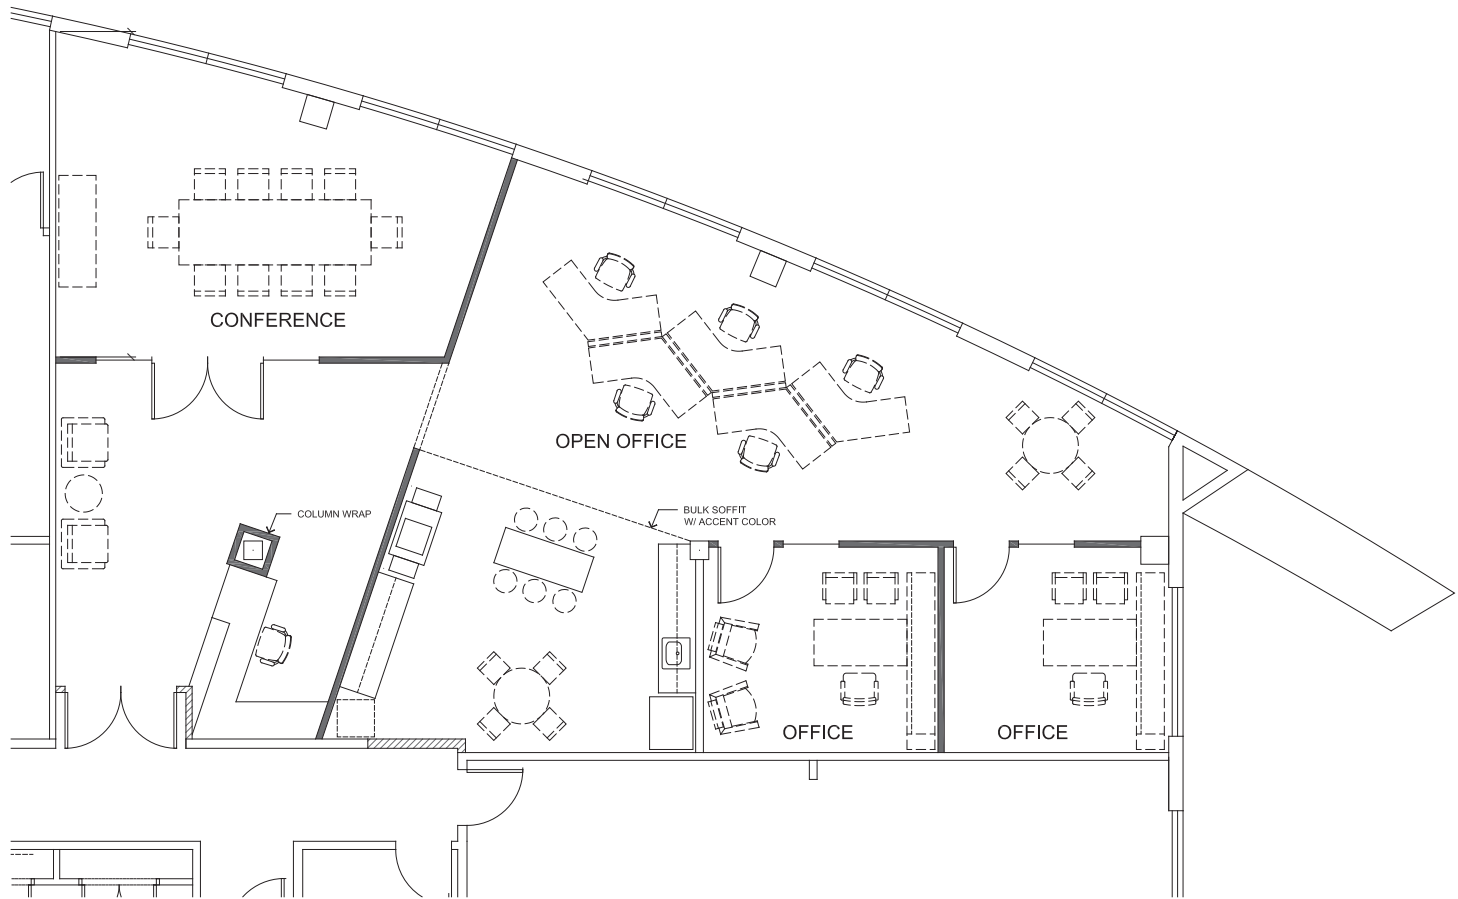 CONFERENCE
OPEN OFFICE
COLUMN WRAP
BULK SOFFIT
W/ ACCENT COLOR
OFFICE
OFFICE